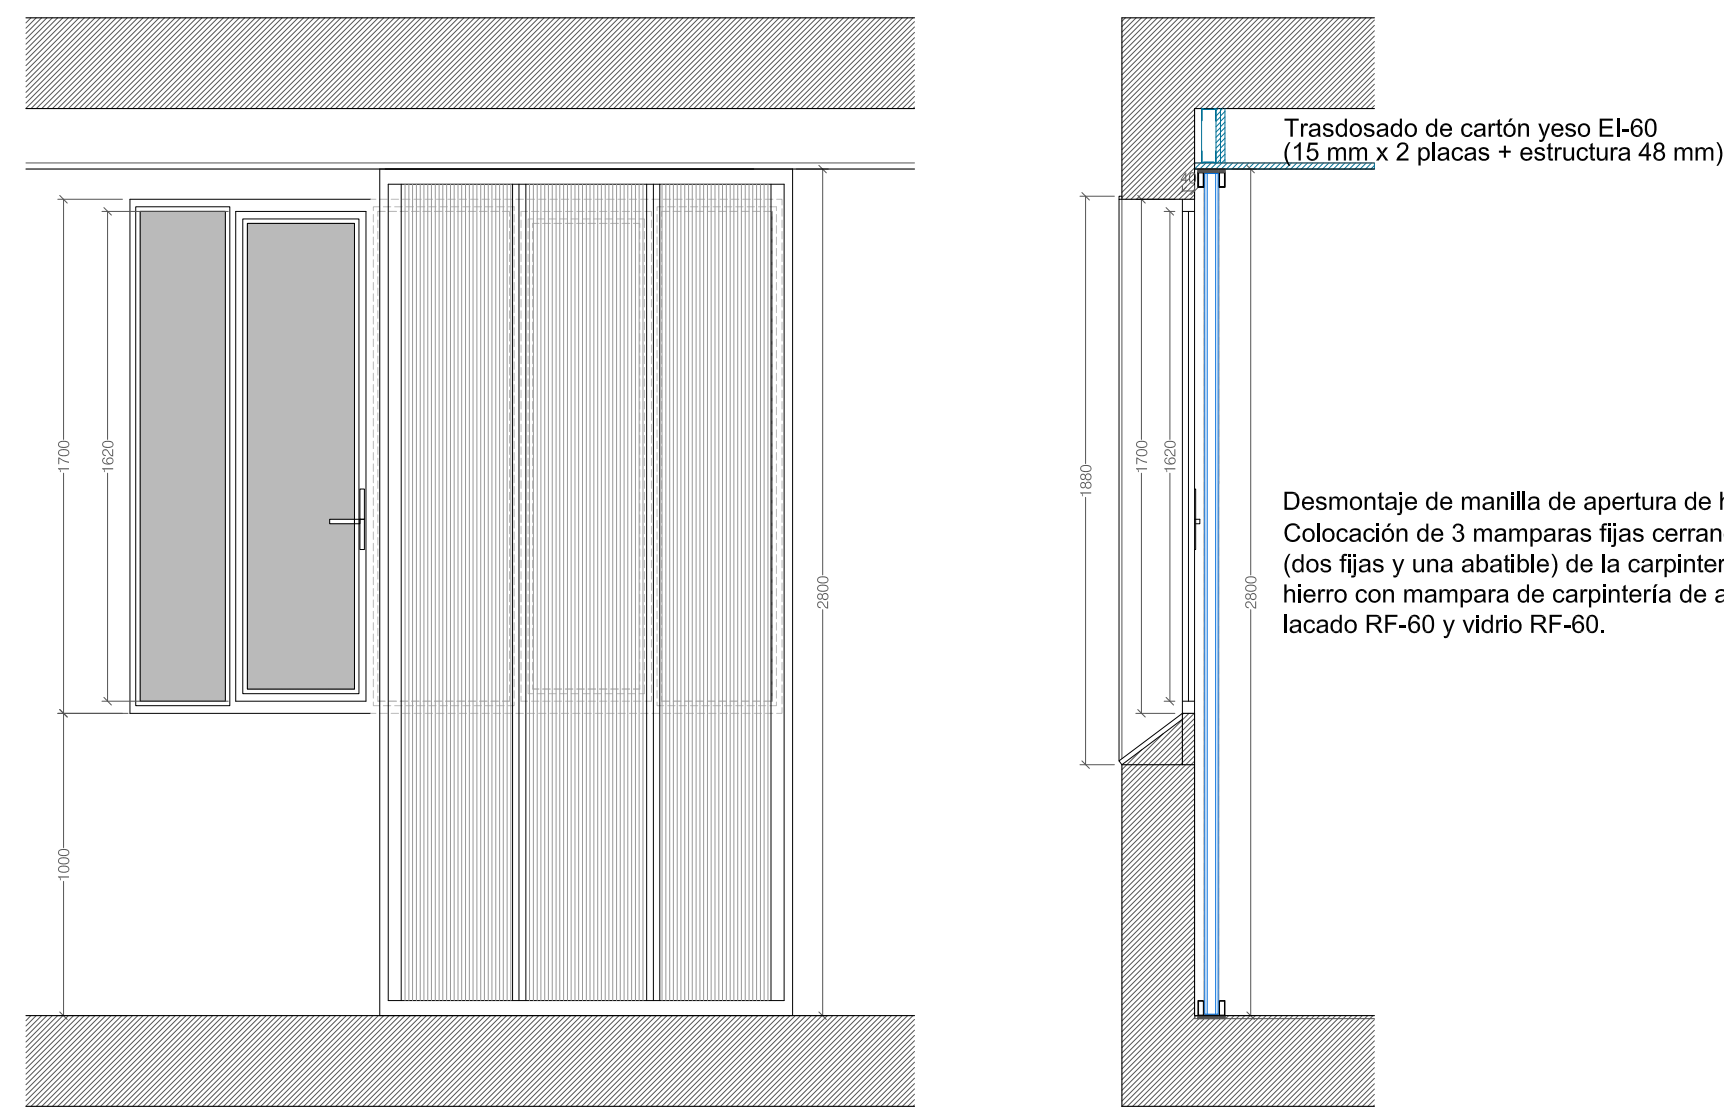 Trasdosado de cartón yeso EI-60
(15 mm x 2 placas + estructura 48 mm)
40
1700
1620
1000
2800
1880
1700
1620
2800
Desmontaje de manilla de apertura de
Colocación de 3 mamparas fijas
(dos fijas y una abatible) de la
hierro con mampara de carpintería de
lacado RF-60 y vidrio RF-60.